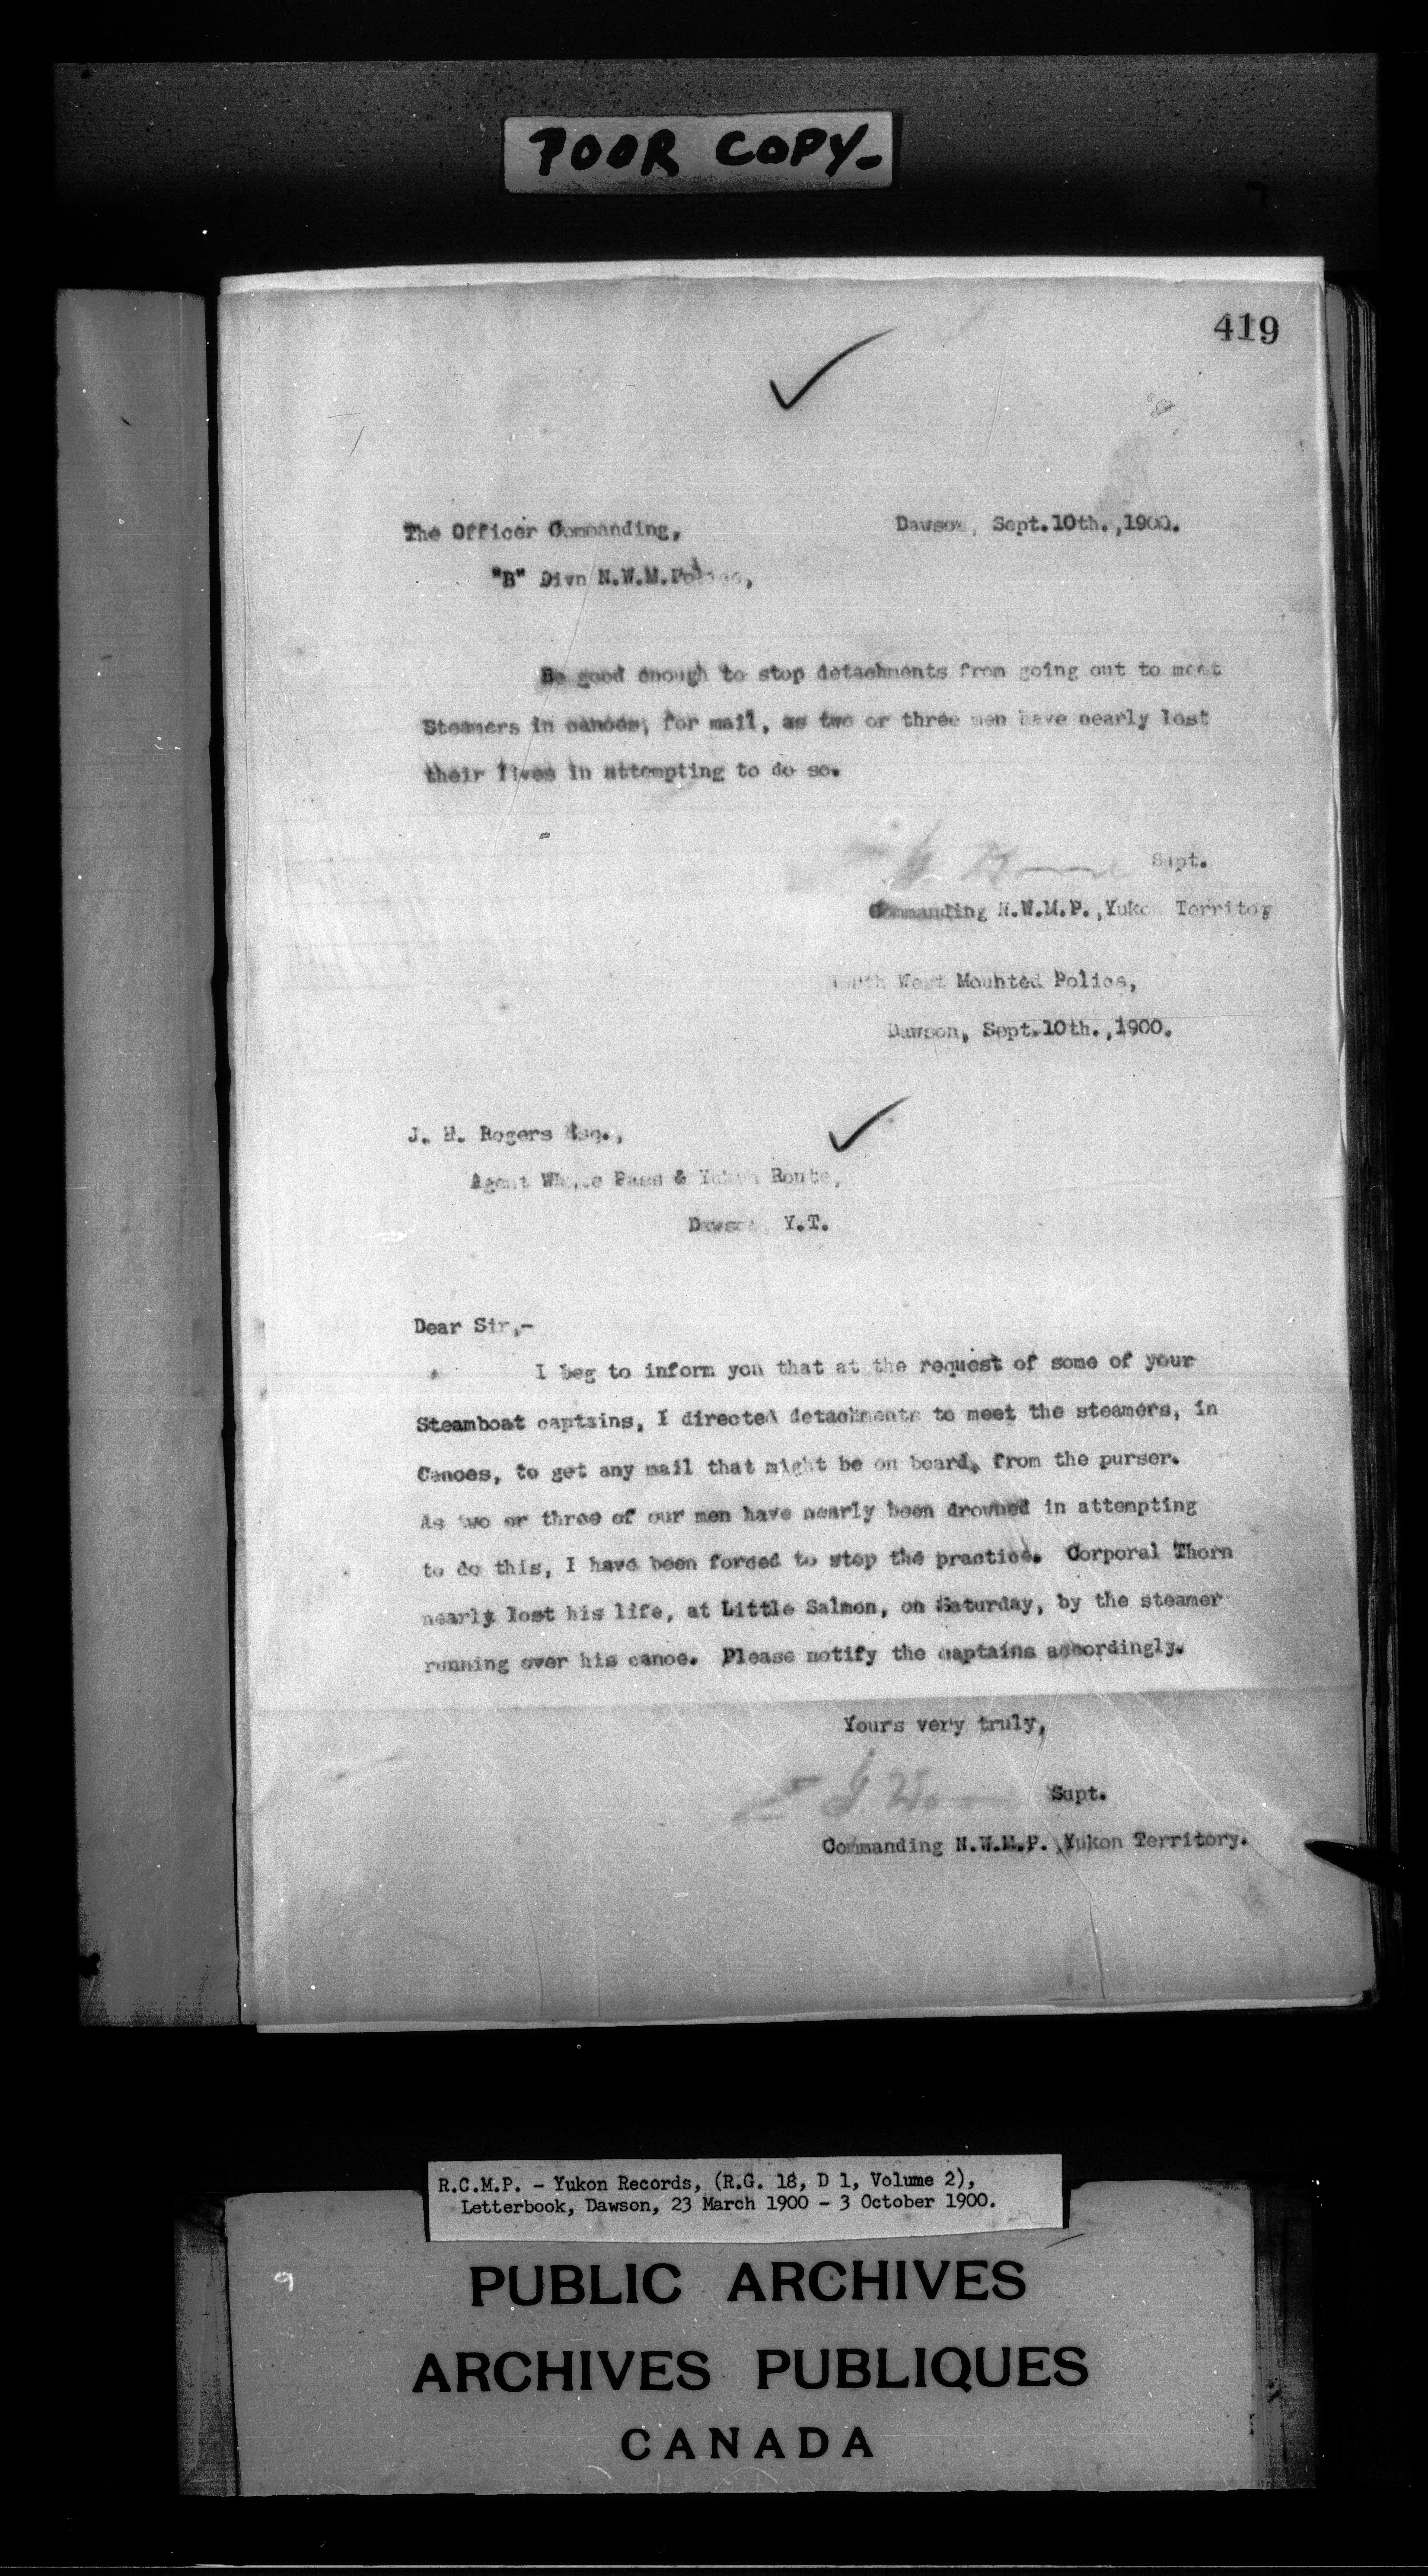 POOR COPY-
419
The Officer Commanding,
Dawson, Sept.10th.,1900.
"B" Divn N.W.M.Police,
Be good enough to stop detachments from going out to meet
Steamers in canoes, for mail, as two or three men have nearly lost
their lives in attempting to do so.
Supt.
Commanding N.W.M.P.,Yukon Territoy
North West Mounted Police,
Dawson, Sept.10th.,1900.
J. H. Rogers Esq.,
Agent White Pass & Yukon Route,
Dawson, Y.T.
Dear Sir,-
I beg to inform you that at the request of some of your
Steamboat captains, I directed detachments to meet the steamers, in
Canoes, to get any mail that might be on board, from the purser.
As two or three of our men have nearly been drowned in attempting
to do this, I have been forced to stop the practice. Corporal Thorn
nearly lost his life, at Little Salmon, on Saturday, by the steamer
running over his canoe. Please notify the captains accordingly.
Yours very truly,
Supt.
Commanding N.W.M.P. Yukon Territory.
R.C.M.P. - Yukon Records, (R.G. 18, D 1, Volume 2),
Letterbook, Dawson, 23 March 1900 - 3 October 1900.
9
PUBLIC ARCHIVES
ARCHIVES PUBLIQUES
CANADA